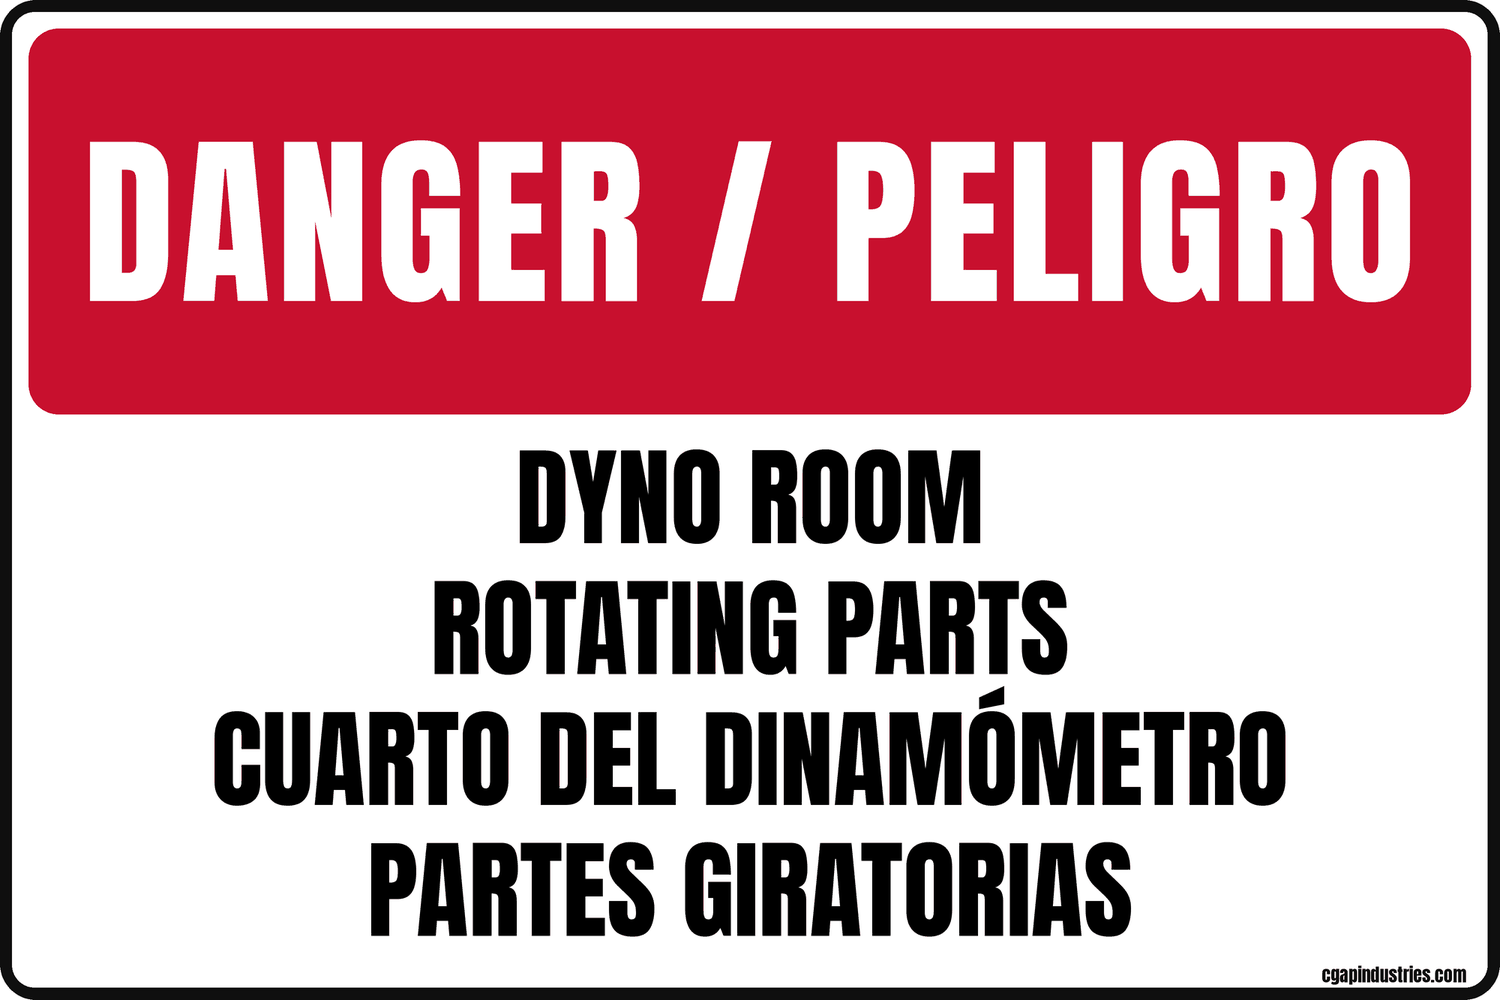 DANGER / PELIGRO
DYNO ROOM
ROTATING PARTS
CUARTO DEL DINAMÓMETRO
PARTES GIRATORIAS
cgapindustries.com